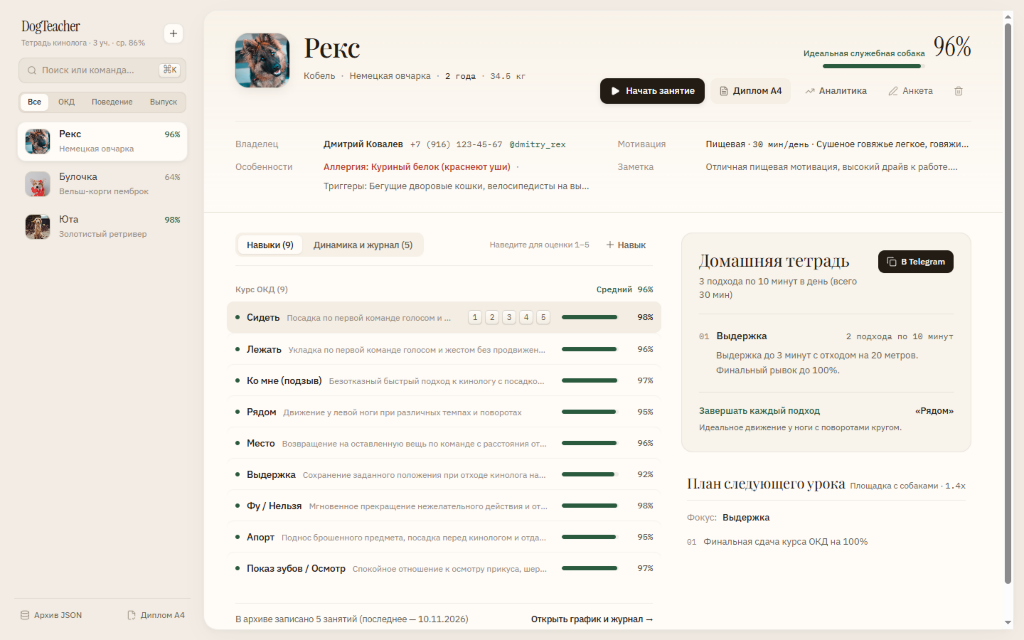 DogTeacher
Тетрадь кинолога · 3 уч. · ср. 86%
+
Поиск или команда... ⌘K
Все ОКД Поведение Выпуск
Рекс 96%
Немецкая овчарка
Булочка 64%
Вельш-корги пемброк
Юта 98%
Золотистый ретривер
Архив JSON Диплом А4
Рекс
Кобель · Немецкая овчарка · 2 года · 34.5 кг
Идеальная служебная собака 96%
Начать занятие Диплом А4 Аналитика Анкета
Владелец Дмитрий Ковалев +7 (916) 123-45-67 @dmitry_rex
Мотивация Пищевая · 30 мин/день · Сушеное говяжье легкое, говяжи...
Особенности Аллергия: Куриный белок (краснеют уши) ·
Триггеры: Бегущие дворовые кошки, велосипедисты на вы...
Заметка Отличная пищевая мотивация, высокий драйв к работе....
Навыки (9) Динамика и журнал (5) Наведите для оценки 1–5 + Навык
Курс ОКД (9) Средний 96%
Сидеть Посадка по первой команде голосом и ... 1 2 3 4 5 98%
Лежать Укладка по первой команде голосом и жестом без продвижен... 96%
Ко мне (подзыв) Безотказный быстрый подход к кинологу с посадко... 97%
Рядом Движение у левой ноги при различных темпах и поворотах 95%
Место Возвращение на оставленную вещь по команде с расстояния от... 96%
Выдержка Сохранение заданного положения при отходе кинолога на... 92%
Фу / Нельзя Мгновенное прекращение нежелательного действия и от... 98%
Апорт Поднос брошенного предмета, посадка перед кинологом и отда... 95%
Показ зубов / Осмотр Спокойное отношение к осмотру прикуса, шер... 97%
В архиве записано 5 занятий (последнее — 10.11.2026) Открыть график и журнал →
Домашняя тетрадь
В Telegram
3 подхода по 10 минут в день (всего
30 мин)
01 Выдержка 2 подхода по 10 минут
Выдержка до 3 минут с отходом на 20 метров.
Финальный рывок до 100%.
Завершать каждый подход «Рядом»
Идеальное движение у ноги с поворотами кругом.
План следующего урока Площадка с собаками · 1.4х
Фокус: Выдержка
01 Финальная сдача курса ОКД на 100%